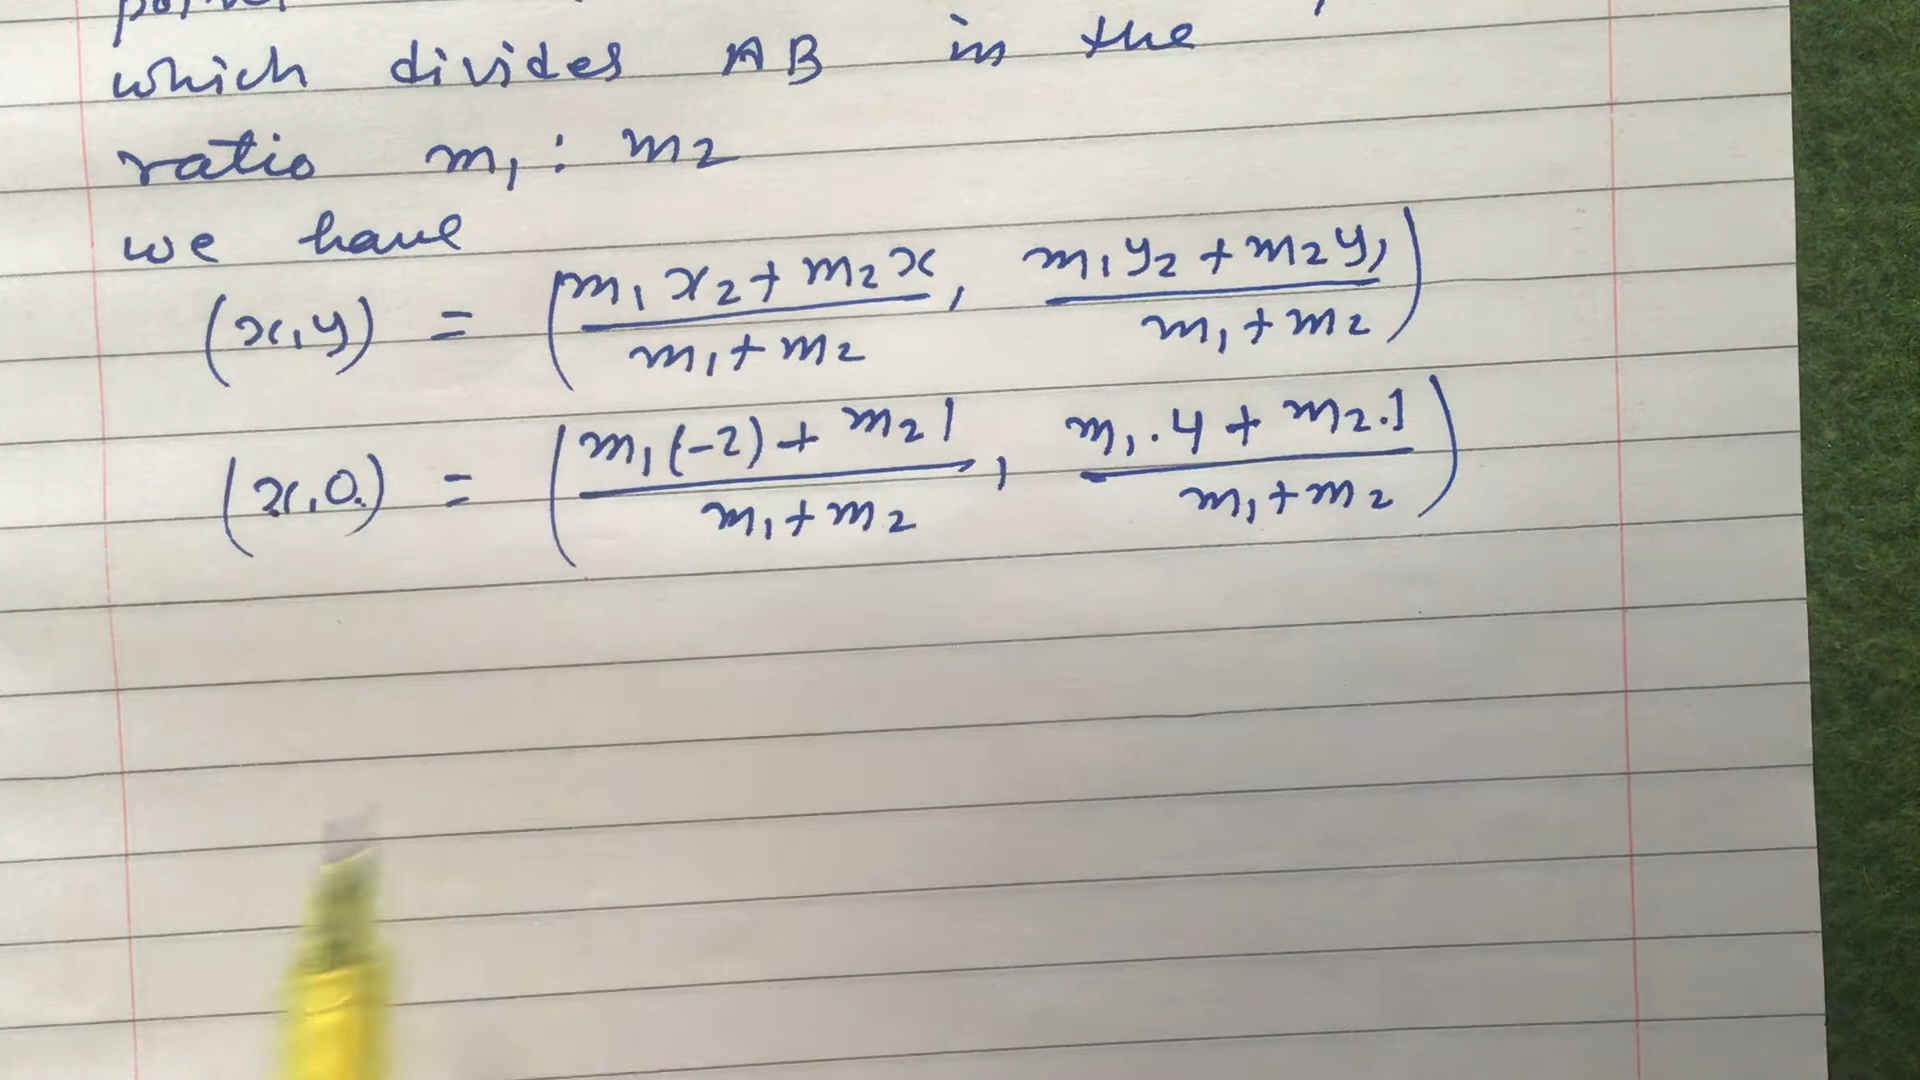 which divides AB in the
ratio m₁ : m₂
we have
(x, y) = ((m₁x₂ + m₂x)/(m₁ + m₂), (m₁y₂ + m₂y₁)/(m₁ + m₂))
(x, 0) = ((m₁(-2) + m₂1)/(m₁ + m₂), (m₁.4 + m₂.1)/(m₁ + m₂))